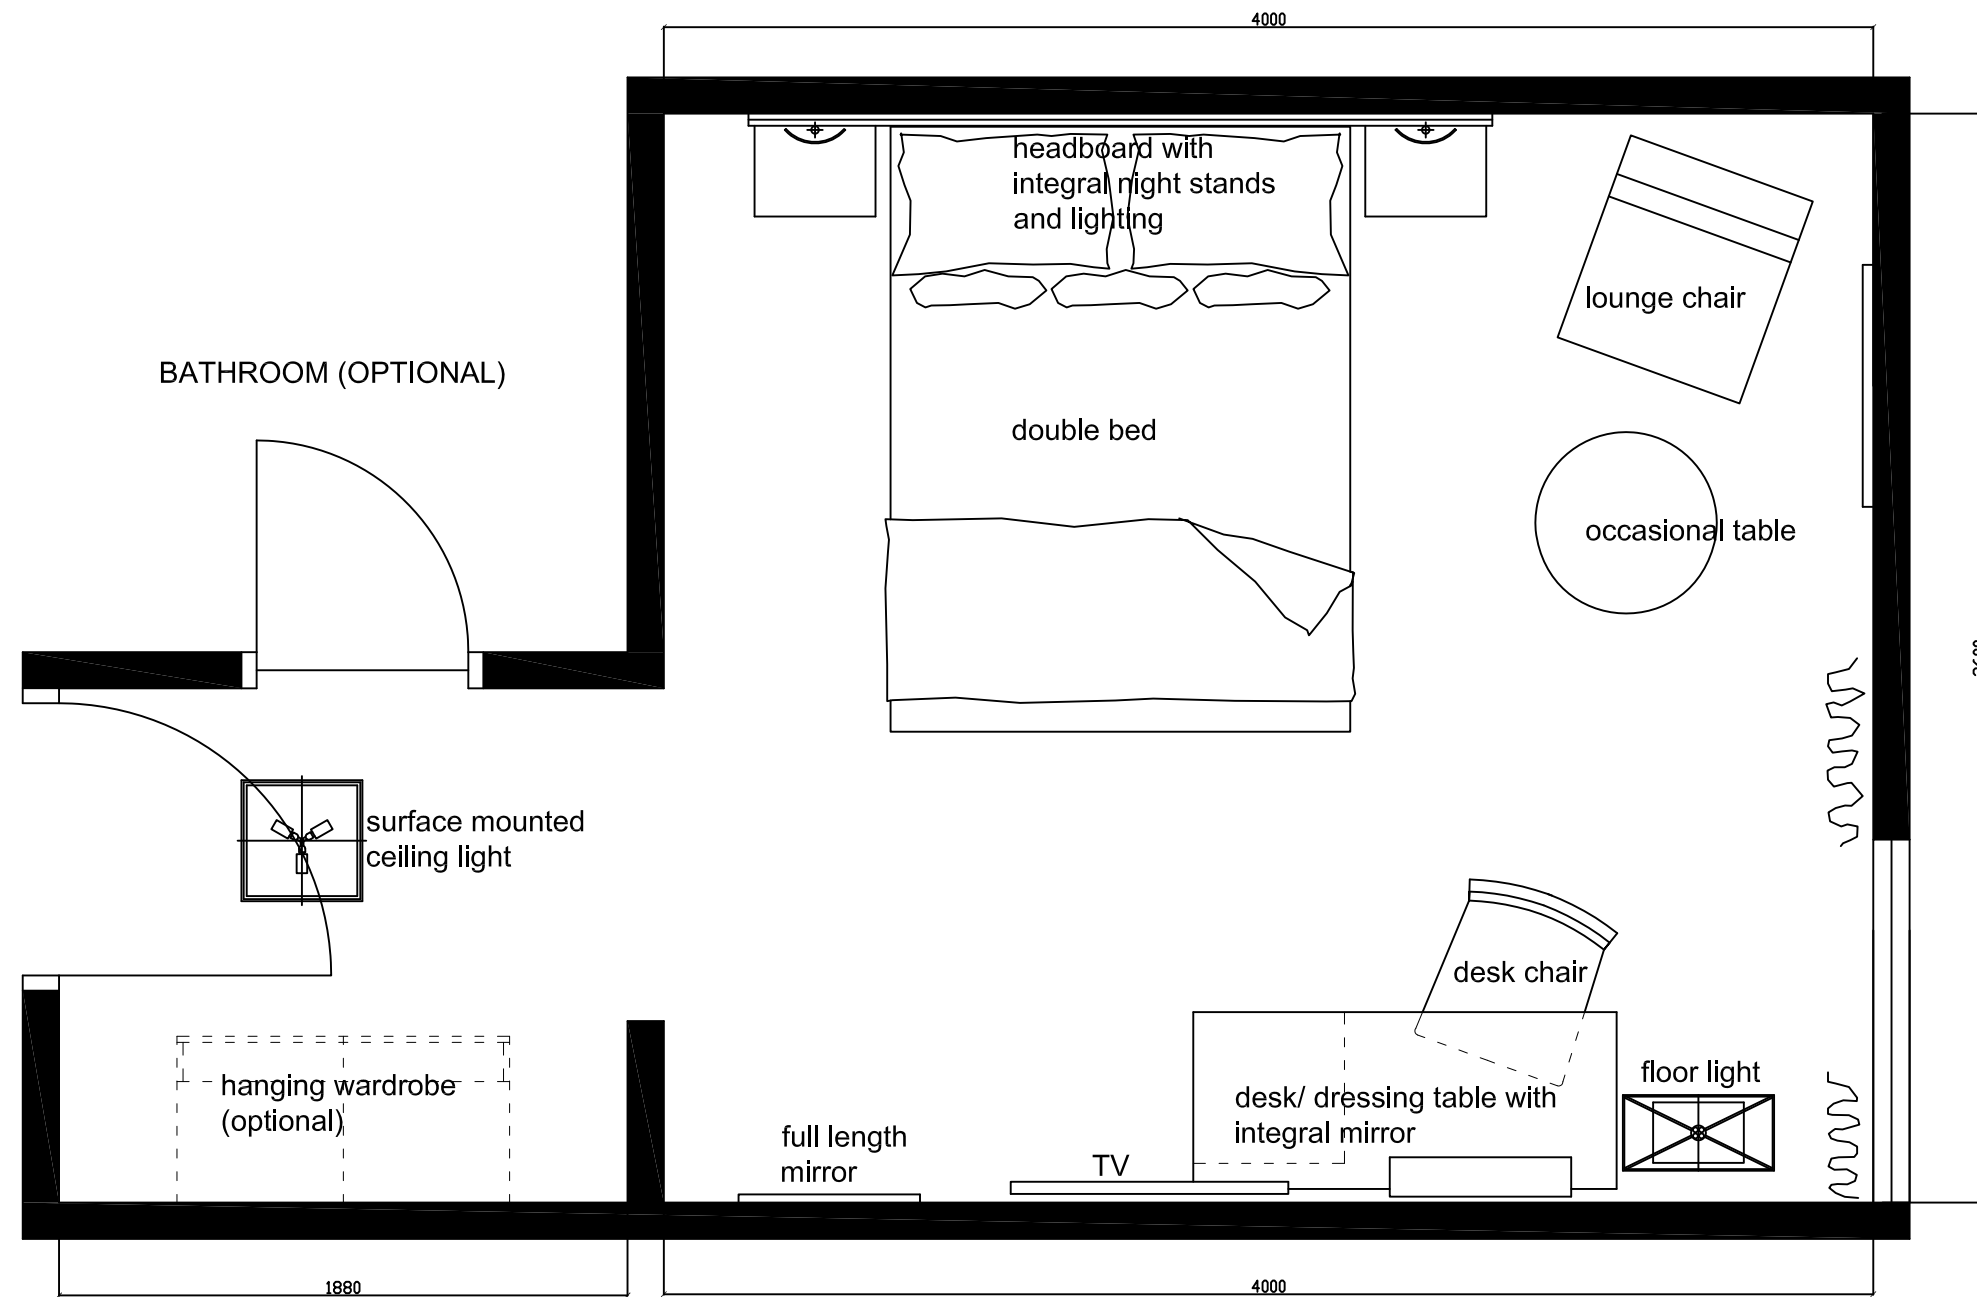 4000
headboard with
integral night stands
and lighting
lounge chair
BATHROOM (OPTIONAL)
double bed
occasional table
surface mounted
ceiling light
desk chair
hanging wardrobe
(optional)
floor light
desk/ dressing table with
integral mirror
full length
mirror
TV
1880
4000